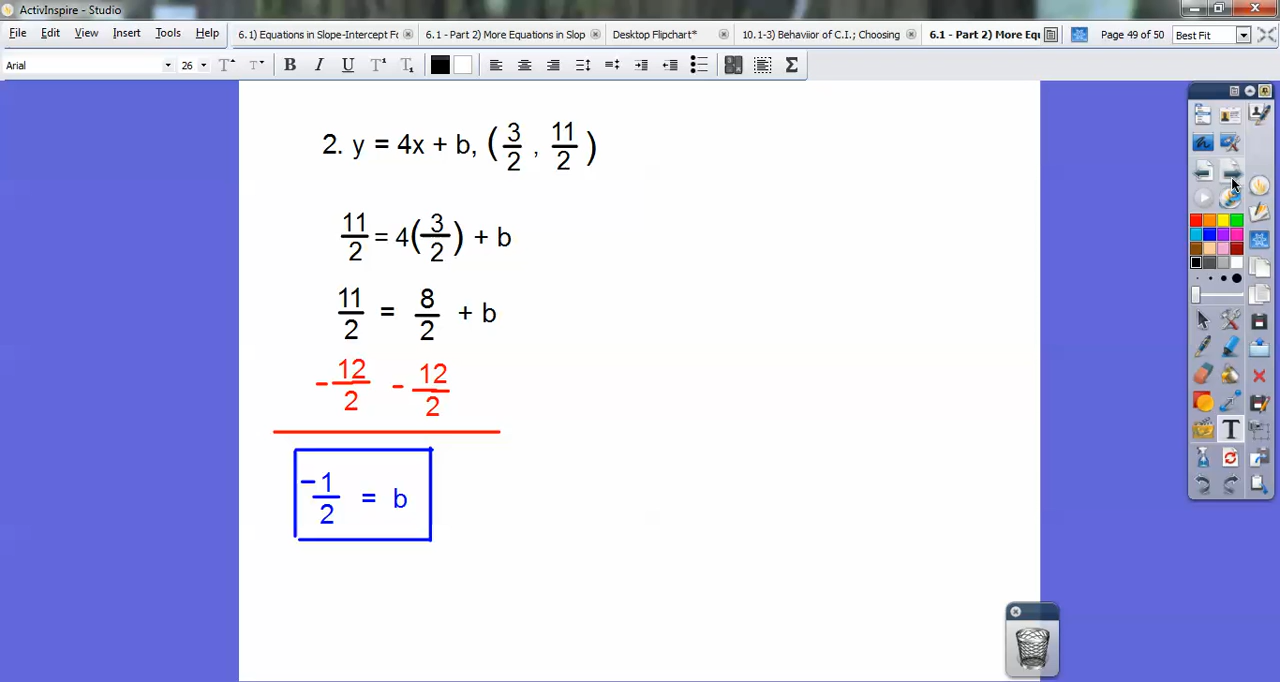 ActivInspire - Studio
File Edit View Insert Tools Help 6.1) Equations in Slope-Intercept Fo 6.1 - Part 2) More Equations in Slop Desktop Flipchart* 10.1-3) Behaviior of C.I.; Choosing 6.1 - Part 2) More Equ Page 49 of 50 Best Fit
Arial 26 T T B I U T¹ T₁ Σ
2. y = 4x + b, (3/2, 11/2)
11/2 = 4(3/2) + b
11/2 = 8/2 + b
-12/2 -12/2
-1/2 = b
T